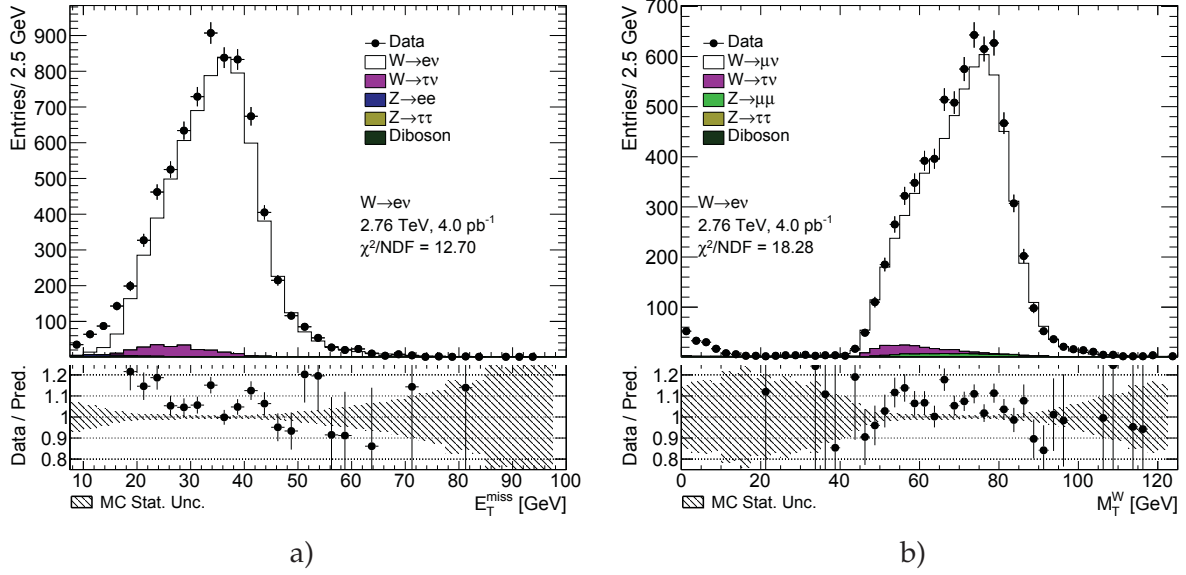 Entries/ 2.5 GeV
900
800
700
600
500
400
300
200
100
Data
W→eν
W→τν
Z→ee
Z→ττ
Diboson
W→eν
2.76 TeV, 4.0 pb⁻¹
χ²/NDF = 12.70
Data / Pred.
1.2
1.1
1
0.9
0.8
10 20 30 40 50 60 70 80 90 100
MC Stat. Unc.
E_T^miss [GeV]
a)
Entries/ 2.5 GeV
700
600
500
400
300
200
100
0
Data
W→μν
W→τν
Z→μμ
Z→ττ
Diboson
W→eν
2.76 TeV, 4.0 pb⁻¹
χ²/NDF = 18.28
Data / Pred.
1.2
1.1
1
0.9
0.8
0 20 40 60 80 100 120
MC Stat. Unc.
M_T^W [GeV]
b)